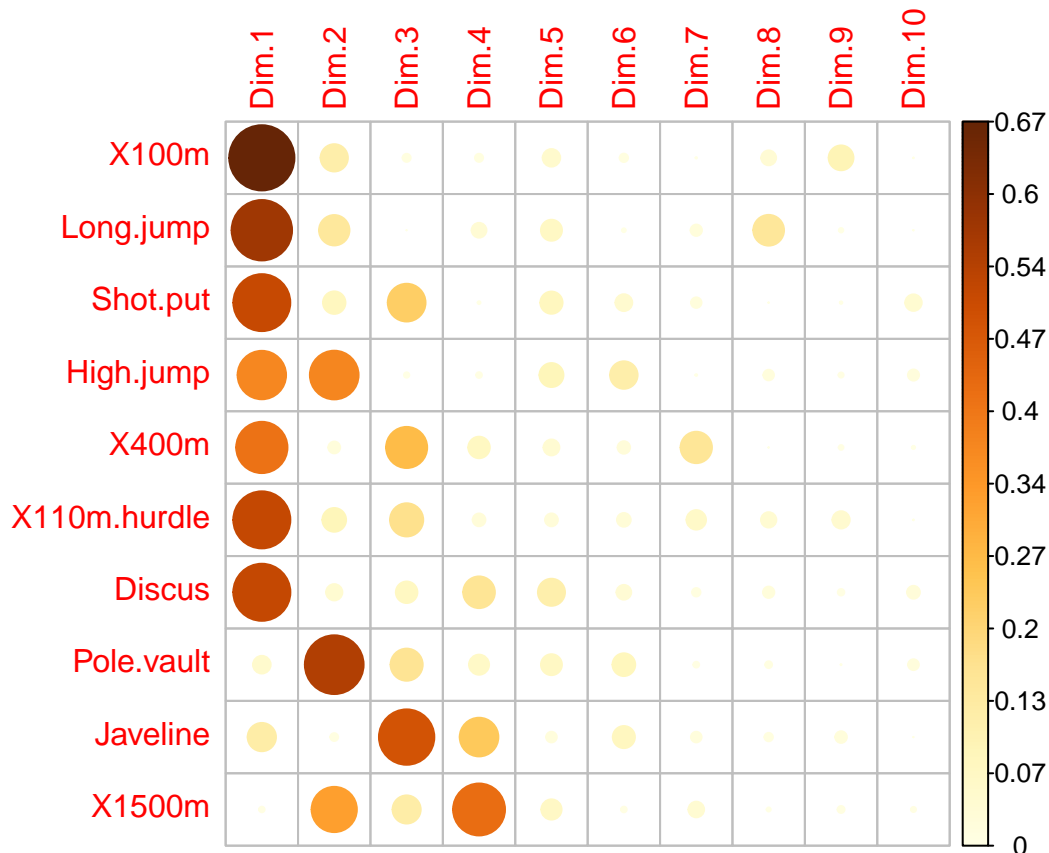 Dim.1
Dim.2
Dim.3
Dim.4
Dim.5
Dim.6
Dim.7
Dim.8
Dim.9
Dim.10
X100m
Long.jump
Shot.put
High.jump
X400m
X110m.hurdle
Discus
Pole.vault
Javeline
X1500m
0.67
0.6
0.54
0.47
0.4
0.34
0.27
0.2
0.13
0.07
0